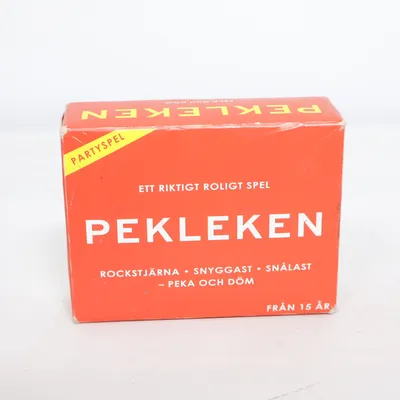 PEKLEKEN
PARTYSPEL
ETT RIKTIGT ROLIGT SPEL
PEKLEKEN
ROCKSTJÄRNA • SNYGGAST • SNÅLAST
– PEKA OCH DÖM
FRÅN 15 ÅR